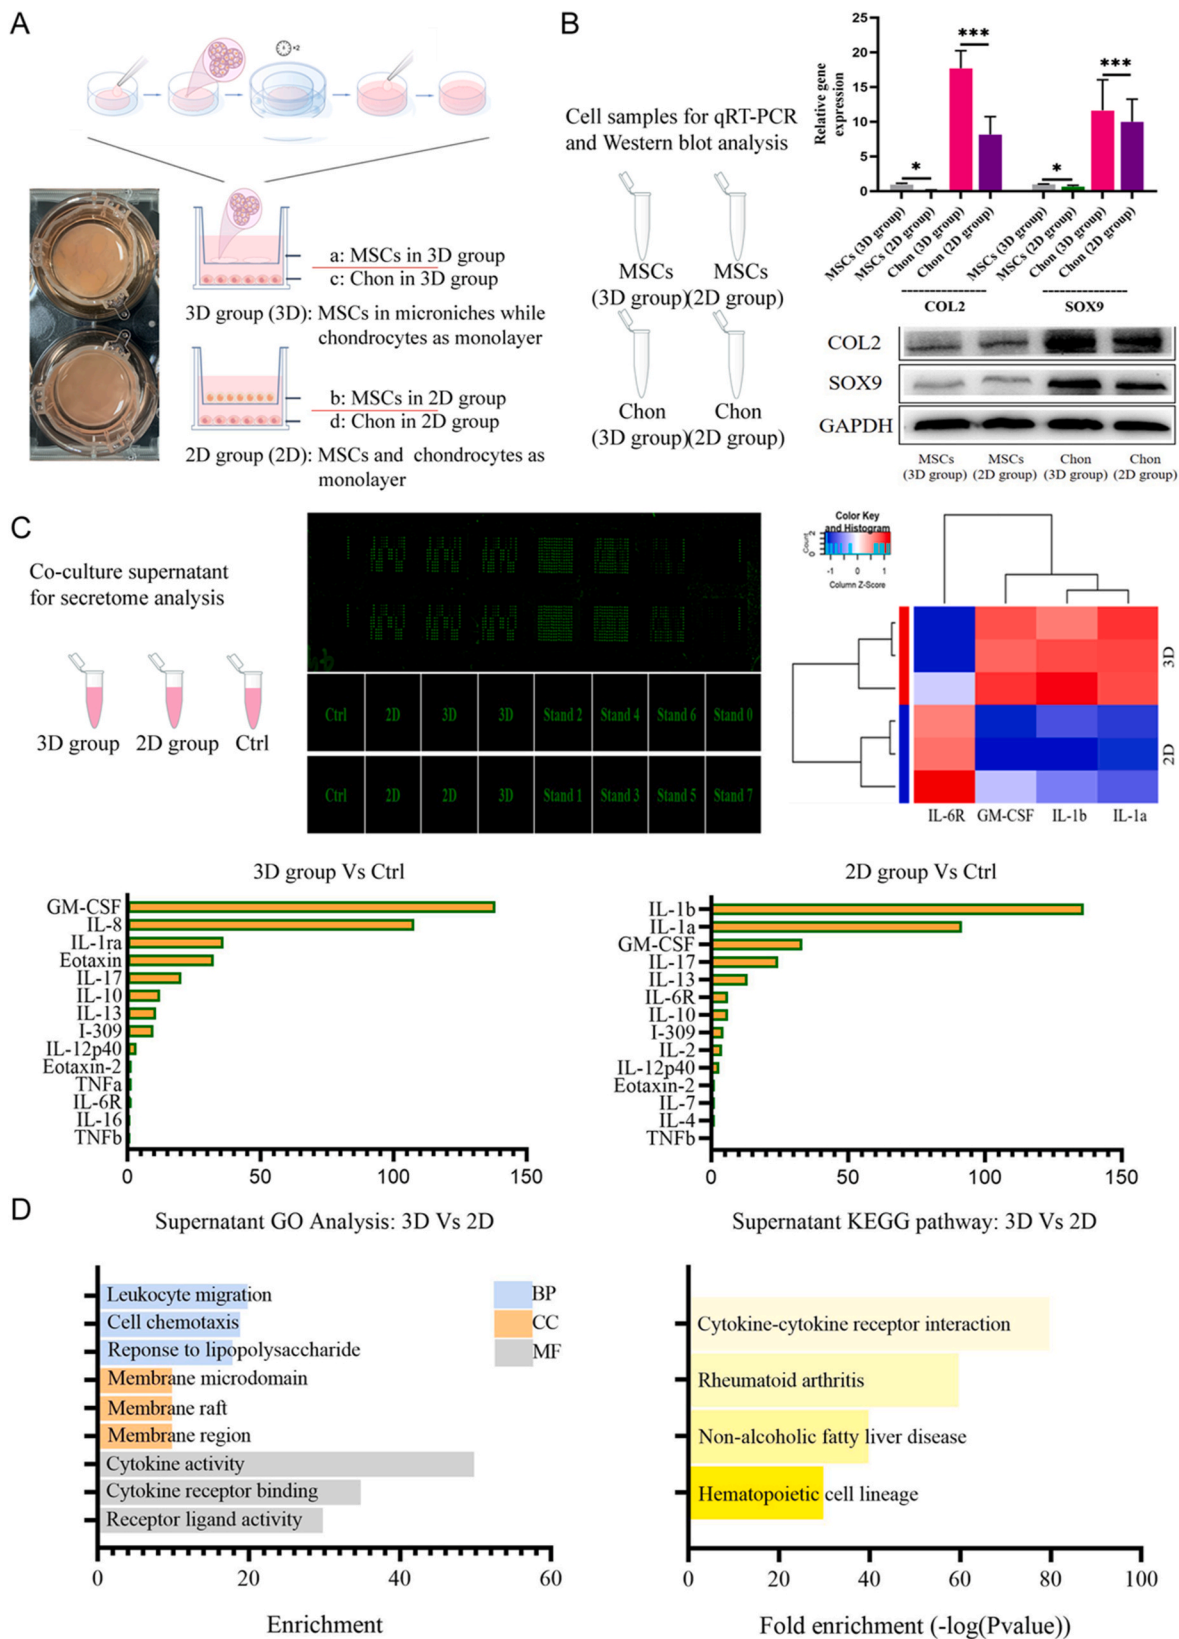 A
×2
a: MSCs in 3D group
c: Chon in 3D group
3D group (3D): MSCs in microniches while
chondrocytes as monolayer
b: MSCs in 2D group
d: Chon in 2D group
2D group (2D): MSCs and chondrocytes as
monolayer
B
Cell samples for qRT-PCR
and Western blot analysis
MSCs
(3D group)
MSCs
(2D group)
Chon
(3D group)
Chon
(2D group)
Relative gene
expression
25
20
15
10
5
0
*
***
*
***
MSCs (3D group)
MSCs (2D group)
Chon (3D group)
Chon (2D group)
MSCs (3D group)
MSCs (2D group)
Chon (3D group)
Chon (2D group)
COL2
SOX9
COL2
SOX9
GAPDH
MSCs
(3D group)
MSCs
(2D group)
Chon
(3D group)
Chon
(2D group)
C
Co-culture supernatant
for secretome analysis
3D group
2D group
Ctrl
Ctrl 2D 3D 3D Stand 2 Stand 4 Stand 6 Stand 0
Ctrl 2D 2D 3D Stand 1 Stand 3 Stand 5 Stand 7
Color Key
and Histogram
Count
0 2
-1 0 1
Column Z-Score
3D
2D
IL-6R GM-CSF IL-1b IL-1a
3D group Vs Ctrl
GM-CSF
IL-8
IL-1ra
Eotaxin
IL-17
IL-10
IL-13
I-309
IL-12p40
Eotaxin-2
TNFa
IL-6R
IL-16
TNFb
0 50 100 150
2D group Vs Ctrl
IL-1b
IL-1a
GM-CSF
IL-17
IL-13
IL-6R
IL-10
I-309
IL-2
IL-12p40
Eotaxin-2
IL-7
IL-4
TNFb
0 50 100 150
D
Supernatant GO Analysis: 3D Vs 2D
Leukocyte migration
Cell chemotaxis
Reponse to lipopolysaccharide
Membrane microdomain
Membrane raft
Membrane region
Cytokine activity
Cytokine receptor binding
Receptor ligand activity
BP
CC
MF
0 20 40 60
Enrichment
Supernatant KEGG pathway: 3D Vs 2D
Cytokine-cytokine receptor interaction
Rheumatoid arthritis
Non-alcoholic fatty liver disease
Hematopoietic cell lineage
0 20 40 60 80 100
Fold enrichment (-log(Pvalue))